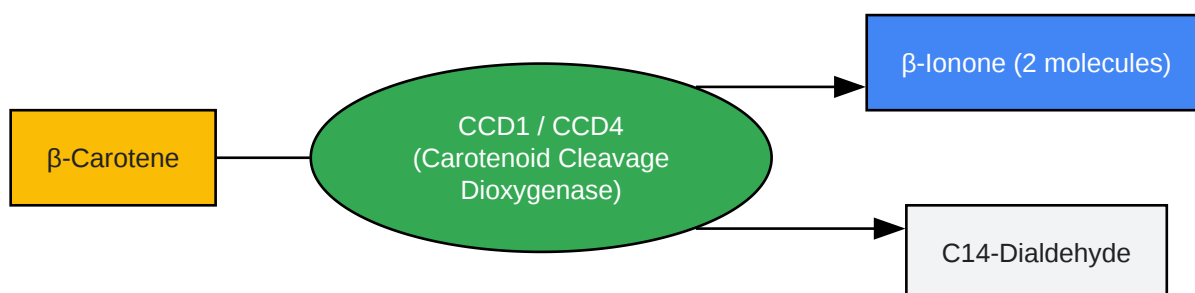 β-Carotene
CCD1 / CCD4
(Carotenoid Cleavage
Dioxygenase)
β-Ionone (2 molecules)
C14-Dialdehyde